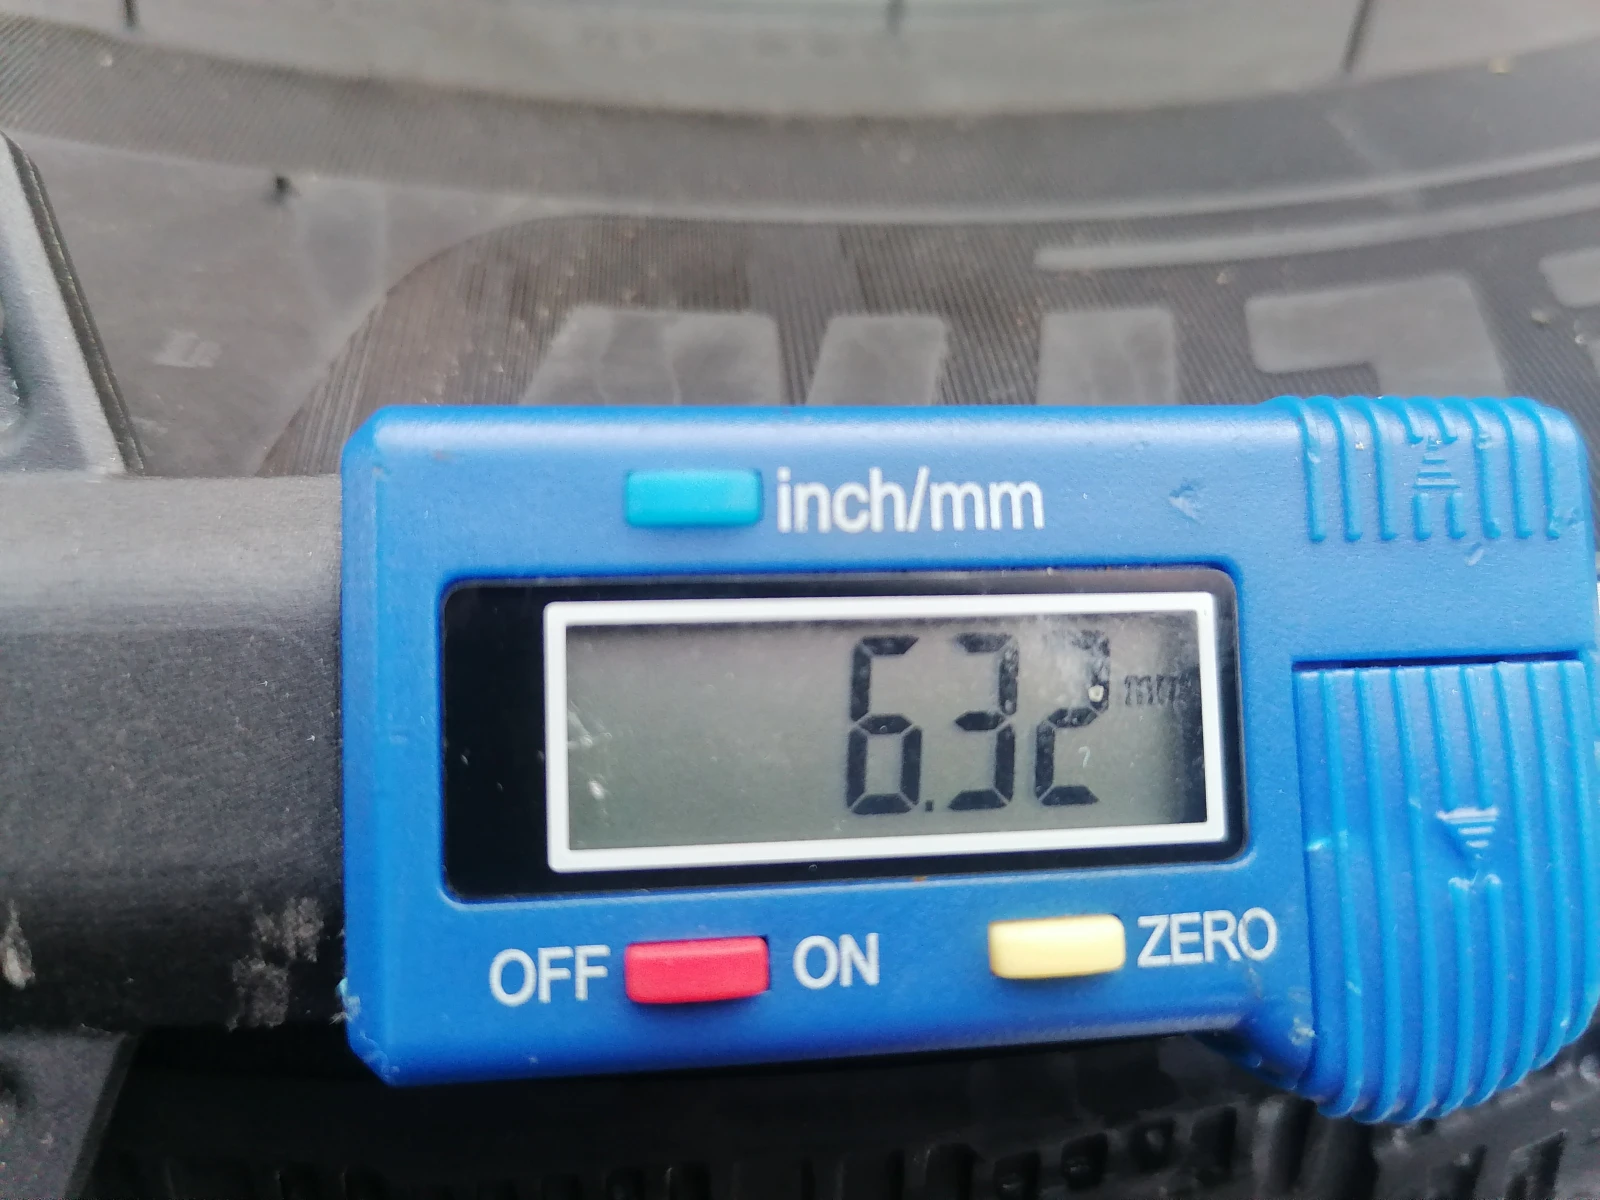 inch/mm
6.32 mm
OFF ON ZERO